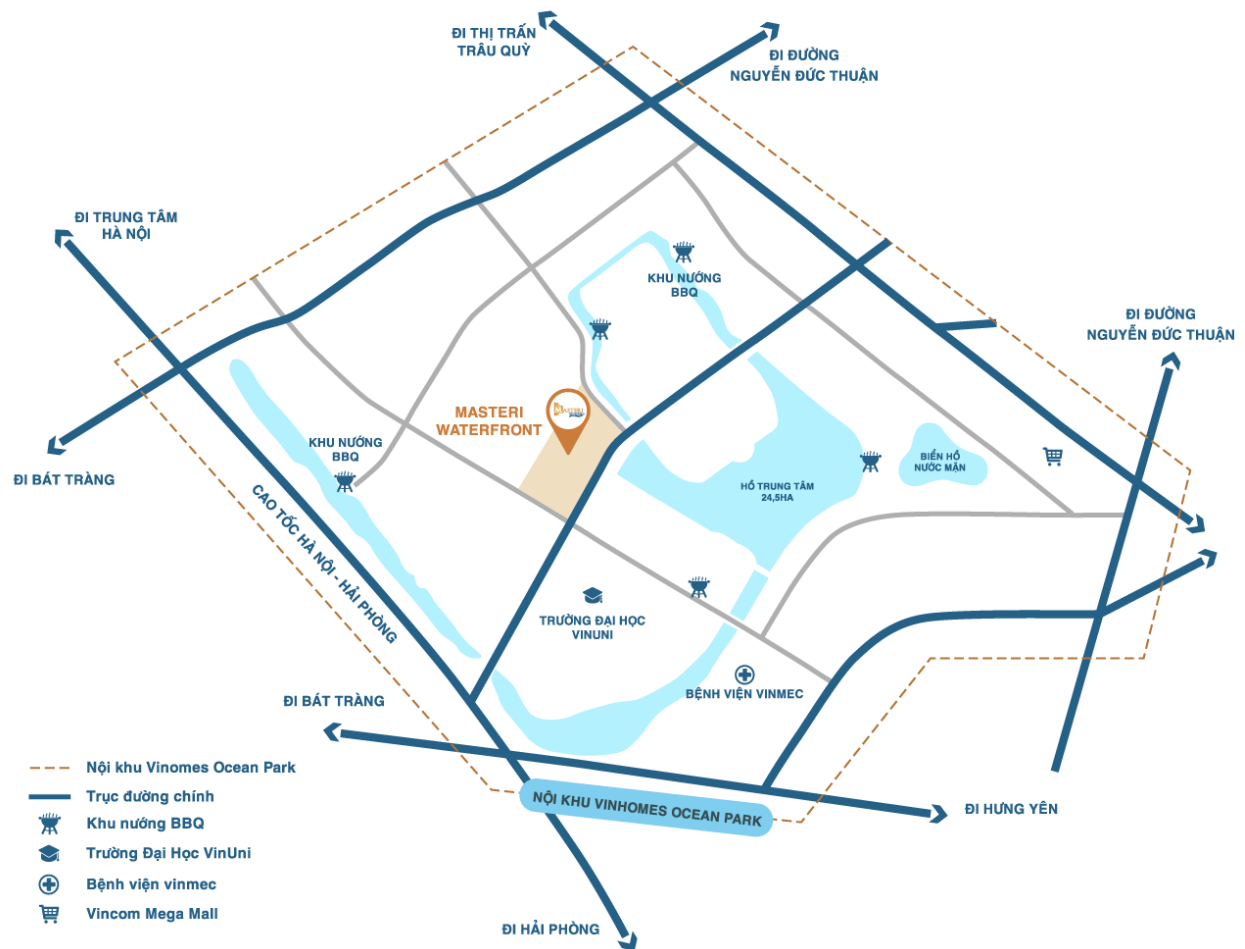 ĐI THỊ TRẤN
TRÂU QUỲ
ĐI ĐƯỜNG
NGUYỄN ĐỨC THUẬN
ĐI TRUNG TÂM
HÀ NỘI
KHU NƯỚNG
BBQ
ĐI ĐƯỜNG
NGUYỄN ĐỨC THUẬN
MASTERI
WATERFRONT
KHU NƯỚNG
BBQ
BIỂN HỒ
NƯỚC MẶN
ĐI BÁT TRÀNG
HỒ TRUNG TÂM
24,5HA
CAO TỐC HÀ NỘI - HẢI PHÒNG
TRƯỜNG ĐẠI HỌC
VINUNI
BỆNH VIỆN VINMEC
ĐI BÁT TRÀNG
NỘI KHU VINHOMES OCEAN PARK
ĐI HƯNG YÊN
ĐI HẢI PHÒNG
Nội khu Vinomes Ocean Park
Trục đường chính
Khu nướng BBQ
Trường Đại Học VinUni
Bệnh viện vinmec
Vincom Mega Mall